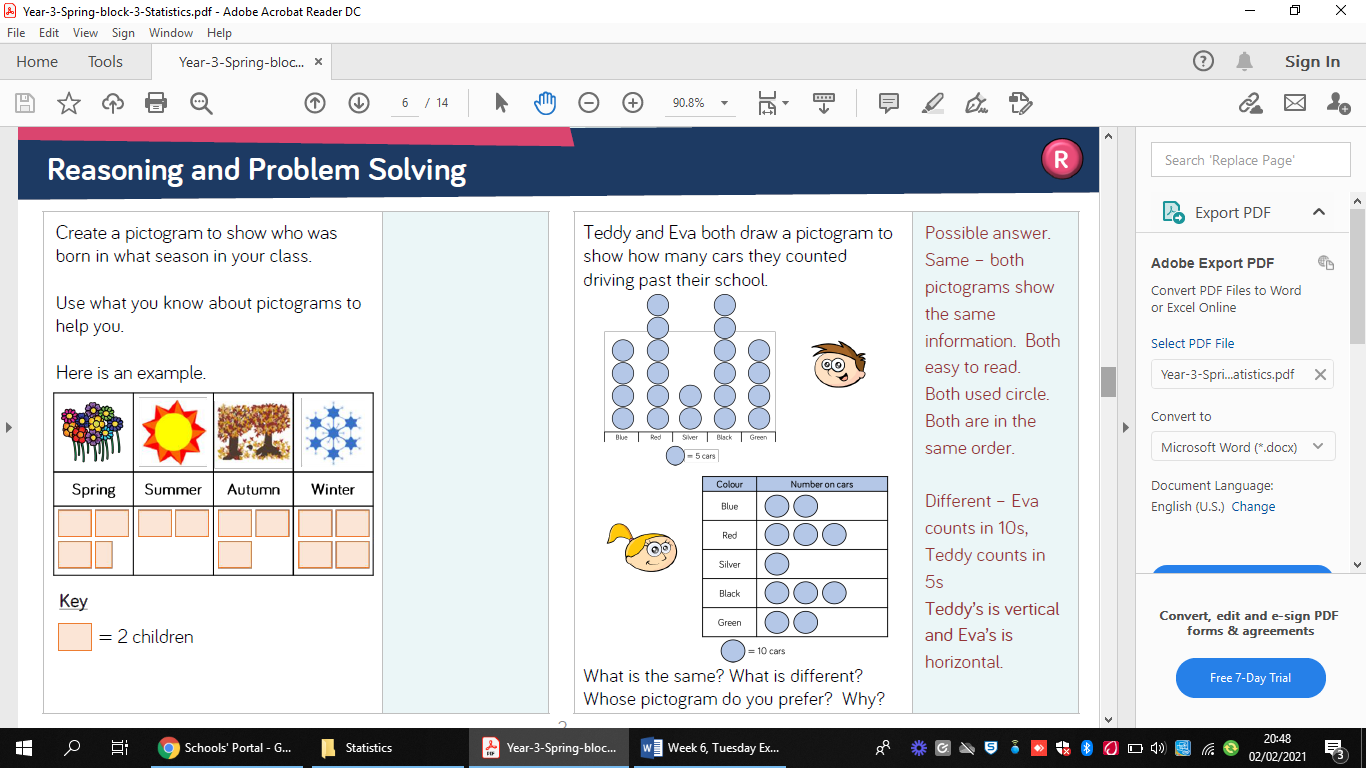 Year-3-Spring-block-3-Statistics.pdf - Adobe Acrobat Reader DC
File Edit View Sign Window Help
Home Tools Year-3-Spring-bloc... × Sign In
6 / 14 90.8%
Reasoning and Problem Solving
R
Create a pictogram to show who was
born in what season in your class.
Use what you know about pictograms to
help you.
Here is an example.
Spring Summer Autumn Winter
Key
= 2 children
Teddy and Eva both draw a pictogram to
show how many cars they counted
driving past their school.
Blue Red Silver Black Green
= 5 cars
Colour Number on cars
Blue
Red
Silver
Black
Green
= 10 cars
What is the same? What is different?
Whose pictogram do you prefer? Why?
Possible answer.
Same – both
pictograms show
the same
information. Both
easy to read.
Both used circle.
Both are in the
same order.
Different – Eva
counts in 10s,
Teddy counts in
5s
Teddy's is vertical
and Eva's is
horizontal.
Search 'Replace Page'
Export PDF
Adobe Export PDF
Convert PDF Files to Word
or Excel Online
Select PDF File
Year-3-Spri...atistics.pdf
Convert to
Microsoft Word (*.docx)
Document Language:
English (U.S.) Change
Convert, edit and e-sign PDF
forms & agreements
Free 7-Day Trial
Schools' Portal - G...
Statistics
Year-3-Spring-bloc...
Week 6, Tuesday Ex...
20:48
02/02/2021
3